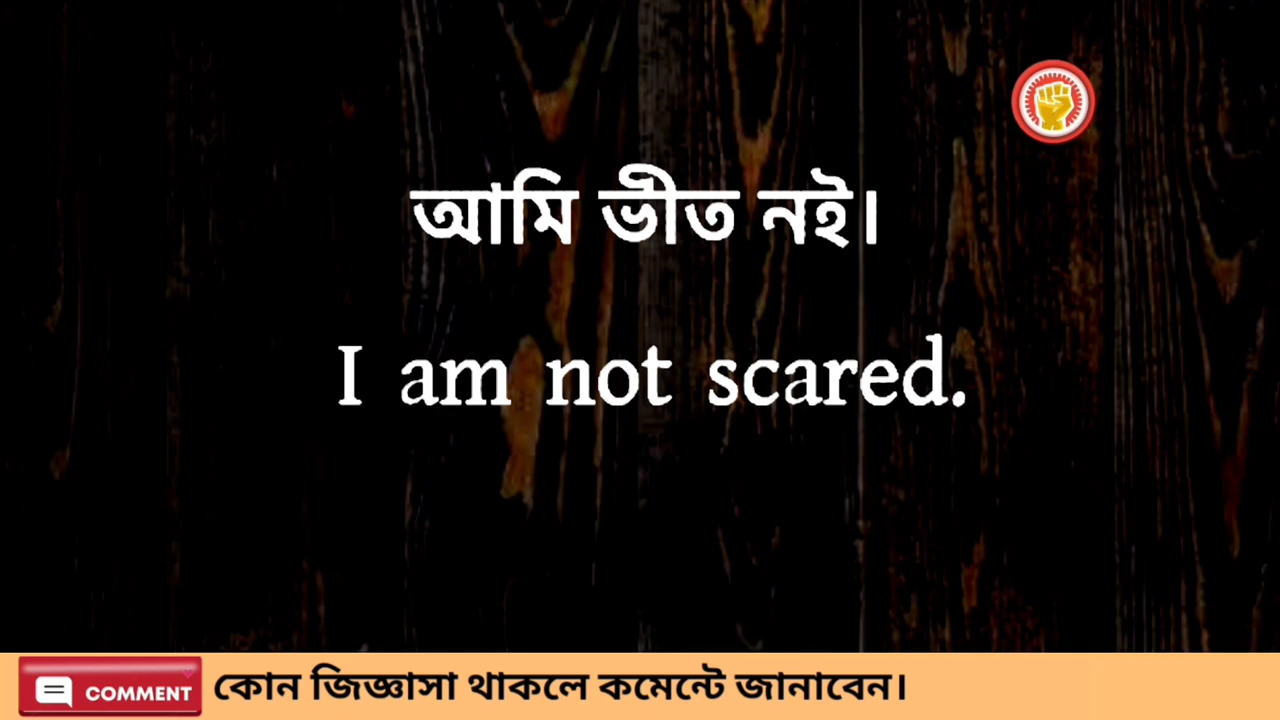 আমি ভীত নই।
I am not scared.
COMMENT কোন জিজ্ঞাসা থাকলে কমেন্টে জানাবেন।